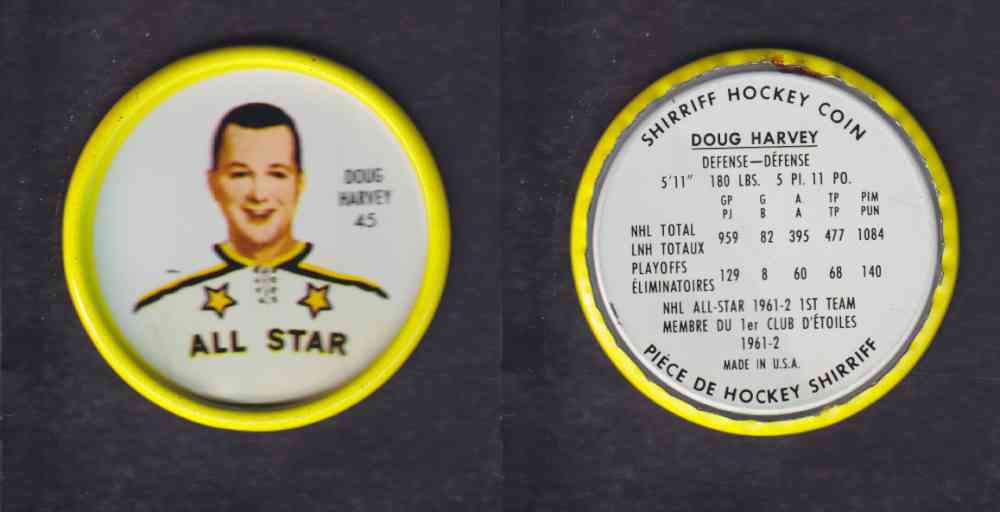 DOUG
HARVEY
45
ALL STAR
SHIRRIFF HOCKEY COIN
DOUG HARVEY
DEFENSE—DÉFENSE
5'11" 180 LBS. 5 PI. 11 PO.
GP G A TP PIM
PJ B A TP PUN
NHL TOTAL
LNH TOTAUX 959 82 395 477 1084
PLAYOFFS
ÉLIMINATOIRES 129 8 60 68 140
NHL ALL-STAR 1961-2 1ST TEAM
MEMBRE DU 1er CLUB D'ÉTOILES
1961-2
MADE IN U.S.A.
PIÉCE DE HOCKEY SHIRRIFF